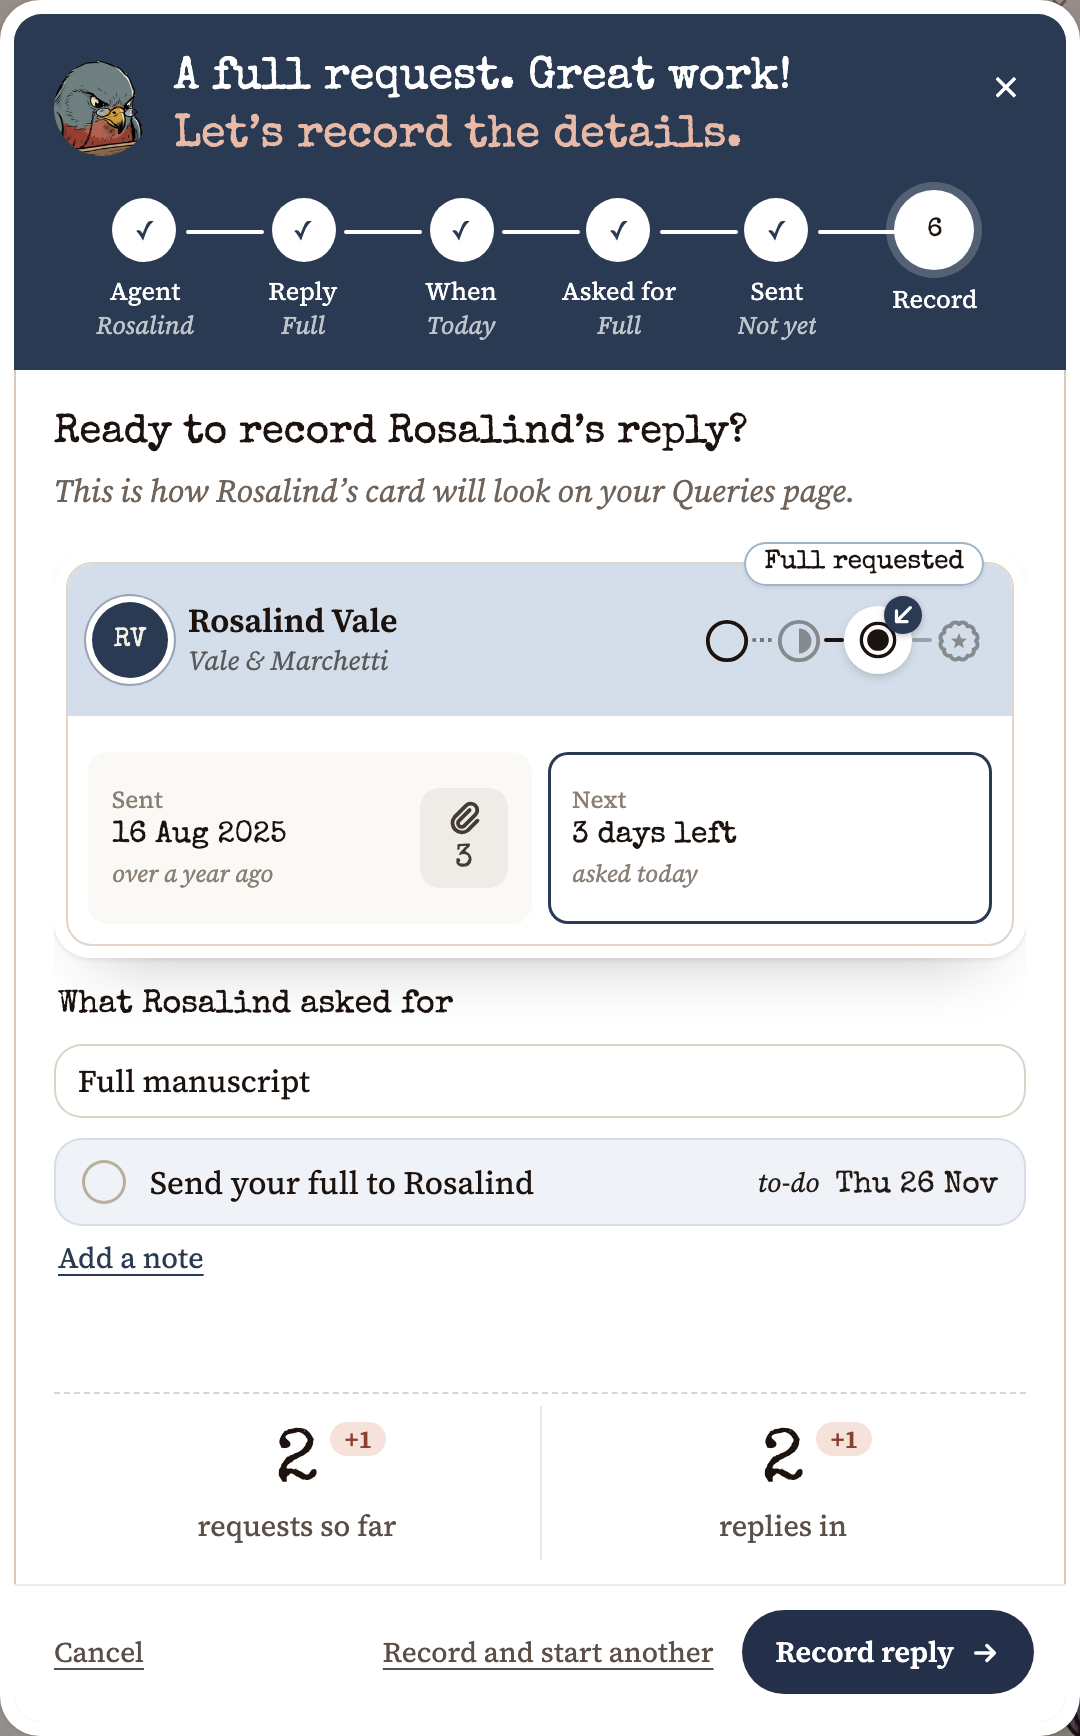 A full request. Great work!
Let's record the details.
✓ ✓ ✓ ✓ ✓ 6
Agent Reply When Asked for Sent Record
Rosalind Full Today Full Not yet
Ready to record Rosalind's reply?
This is how Rosalind's card will look on your Queries page.
Full requested
RV
Rosalind Vale
Vale & Marchetti
Sent
16 Aug 2025
over a year ago
3
Next
3 days left
asked today
What Rosalind asked for
Full manuscript
Send your full to Rosalind to-do Thu 26 Nov
Add a note
2 +1
requests so far
2 +1
replies in
Cancel Record and start another Record reply →